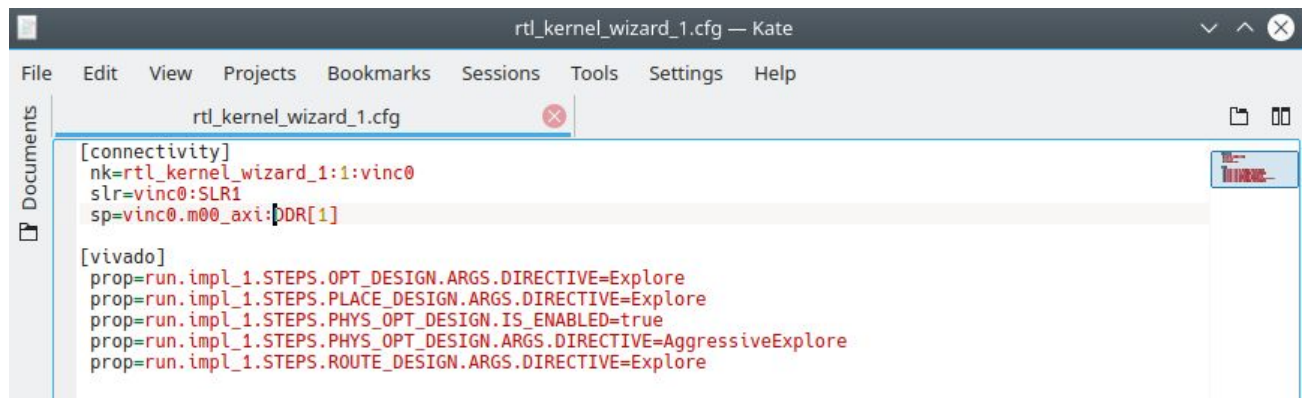 rtl_kernel_wizard_1.cfg — Kate
File Edit View Projects Bookmarks Sessions Tools Settings Help
Documents
rtl_kernel_wizard_1.cfg
[connectivity]
nk=rtl_kernel_wizard_1:1:vinc0
slr=vinc0:SLR1
sp=vinc0.m00_axi:DDR[1]
[vivado]
prop=run.impl_1.STEPS.OPT_DESIGN.ARGS.DIRECTIVE=Explore
prop=run.impl_1.STEPS.PLACE_DESIGN.ARGS.DIRECTIVE=Explore
prop=run.impl_1.STEPS.PHYS_OPT_DESIGN.IS_ENABLED=true
prop=run.impl_1.STEPS.PHYS_OPT_DESIGN.ARGS.DIRECTIVE=AggressiveExplore
prop=run.impl_1.STEPS.ROUTE_DESIGN.ARGS.DIRECTIVE=Explore